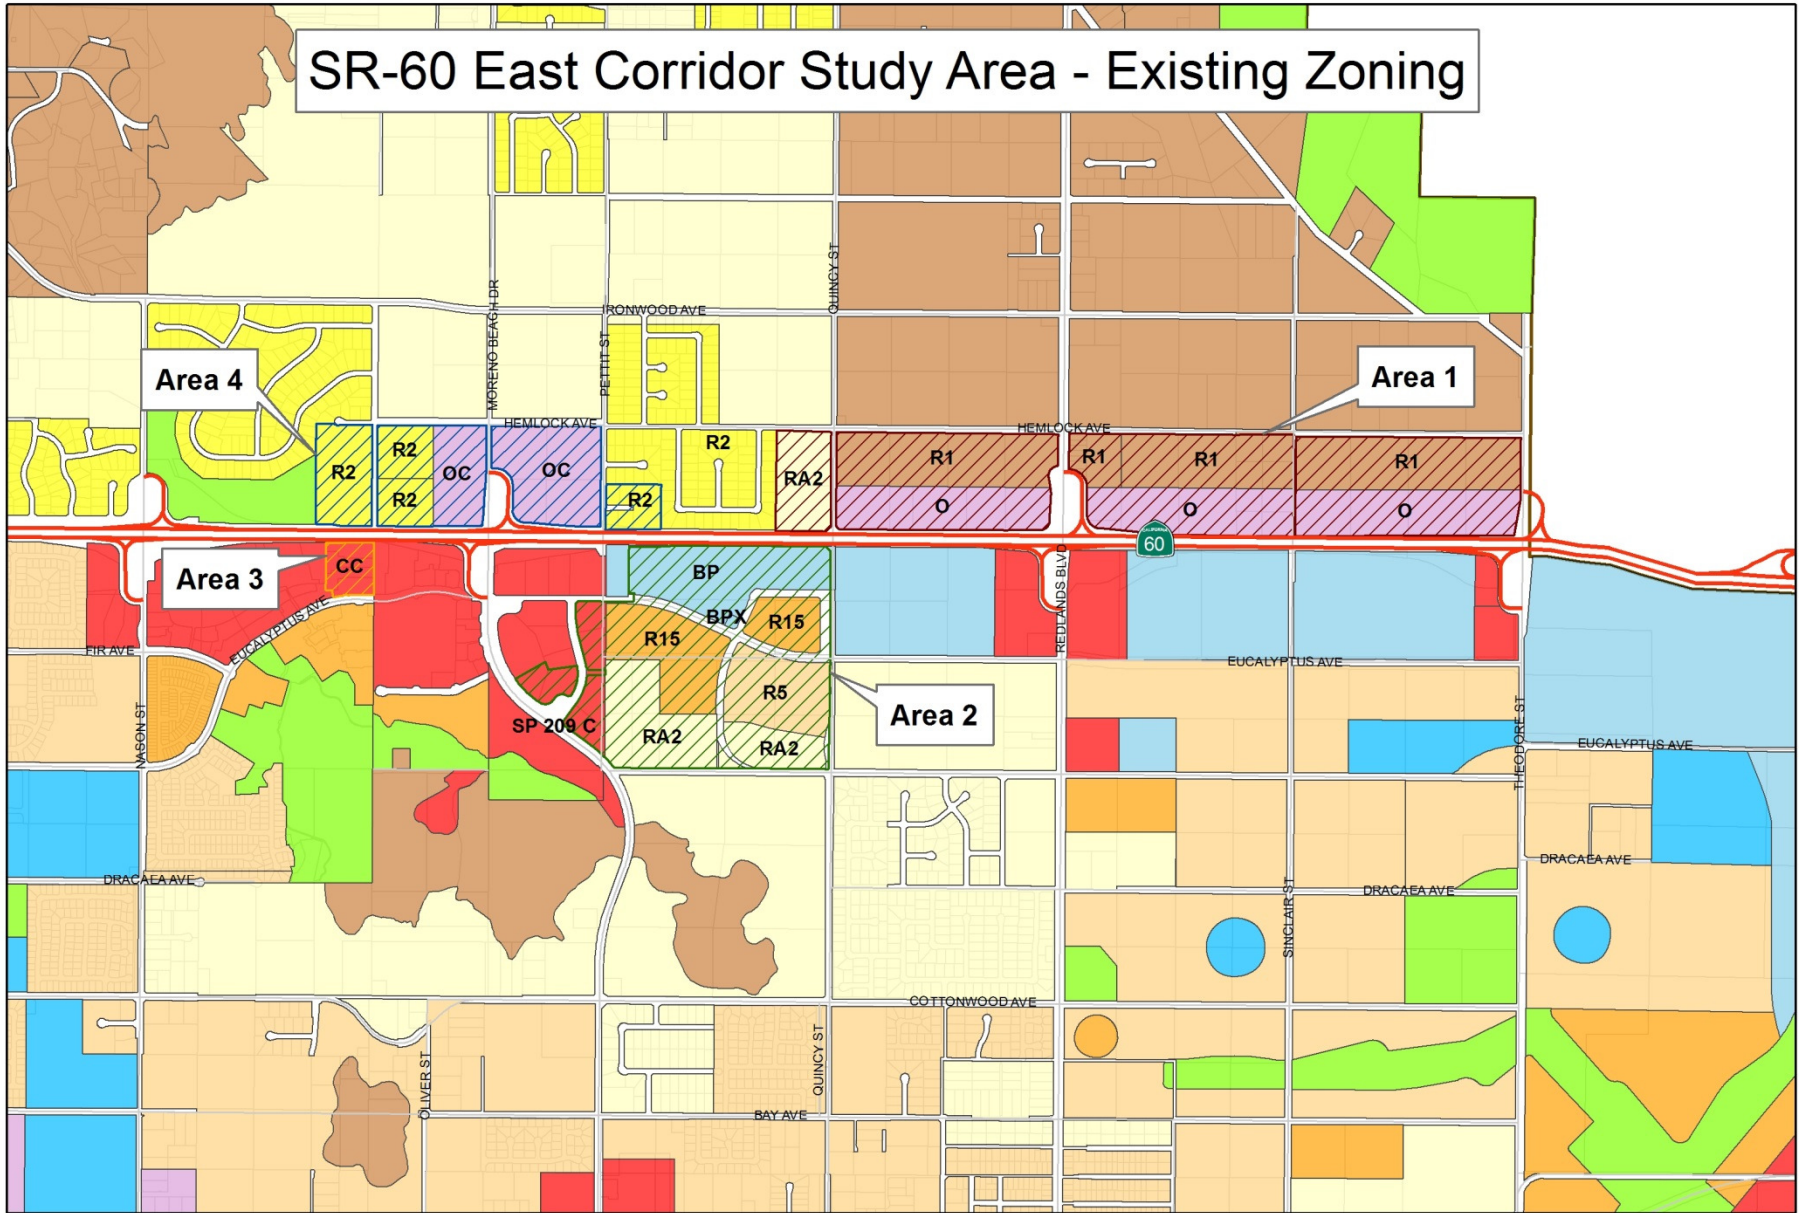 SR-60 East Corridor Study Area - Existing Zoning
QUINCY ST
MORENO BEACH DR
IRONWOOD AVE
PETTIT ST
Area 4
Area 1
HEMLOCK AVE
HEMLOCK AVE
R2
R2
R2
OC
OC
R2
R2
RA2
R1
O
R1
R1
O
R1
O
CALIFORNIA
60
Area 3
CC
BP
BPX
R15
R15
REDLANDS BLVD
EUCALYPTUS AVE
FIR AVE
EUCALYPTUS AVE
R5
Area 2
NASON ST
SP 209 C
RA2
RA2
THEODORE ST
EUCALYPTUS AVE
DRACAEA AVE
DRACAEA AVE
DRACAEA AVE
SINCLAIR ST
COTTONWOOD AVE
OLIVER ST
QUINCY ST
BAY AVE